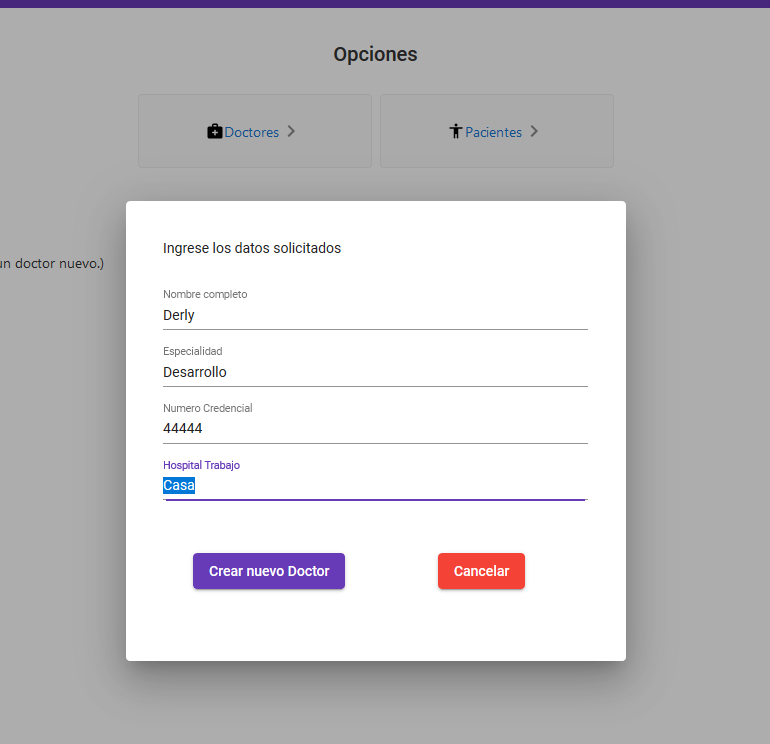 Opciones
Doctores
Pacientes
un doctor nuevo.)
Ingrese los datos solicitados
Nombre completo
Derly
Especialidad
Desarrollo
Numero Credencial
44444
Hospital Trabajo
Casa
Crear nuevo Doctor
Cancelar